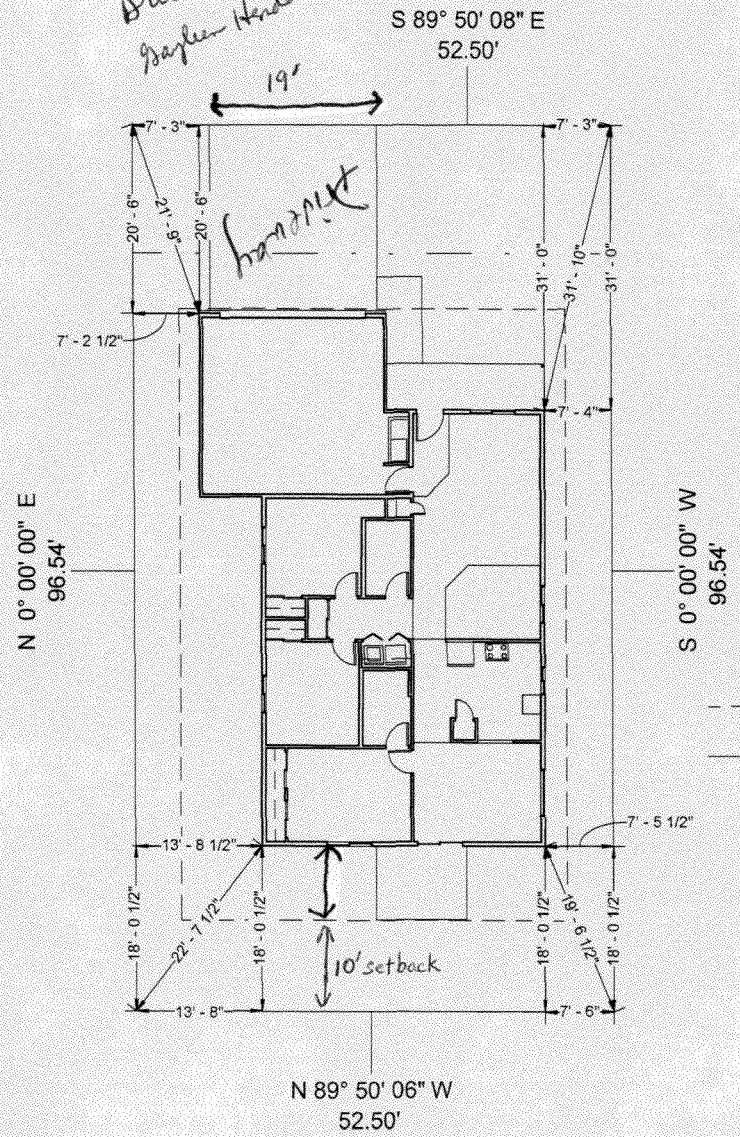 S 89° 50' 08" E
52.50'
19'
7' - 3"
7' - 3"
20' - 6"
21' - 9"
20' - 6"
Driveway
31' - 0"
31' - 10"
31' - 0"
7' - 2 1/2"
7' - 4"
N 0° 00' 00" E
96.54'
S 0° 00' 00" W
96.54'
7' - 5 1/2"
13' - 8 1/2"
18' - 0 1/2"
22' - 7 1/2"
18' - 0 1/2"
18' - 0 1/2"
19' - 6 1/2"
18' - 0 1/2"
10' setback
13' - 8"
7' - 6"
N 89° 50' 06" W
52.50'